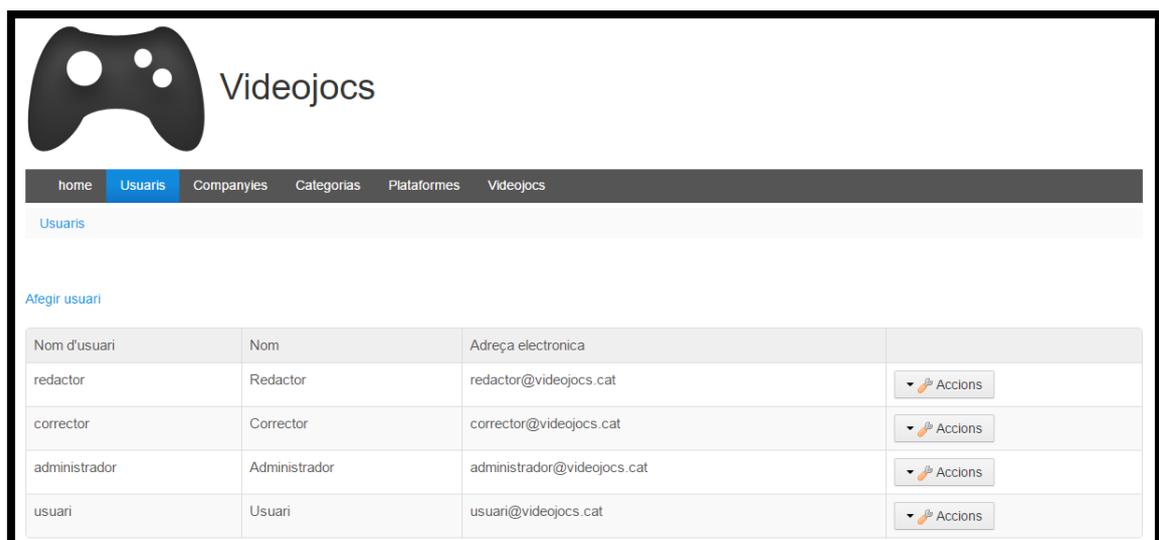 Videojocs
home Usuaris Companyies Categorias Plataformes Videojocs
Usuaris
Afegir usuari
Nom d'usuari Nom Adreça electronica
redactor Redactor redactor@videojocs.cat Accions
corrector Corrector corrector@videojocs.cat Accions
administrador Administrador administrador@videojocs.cat Accions
usuari Usuari usuari@videojocs.cat Accions